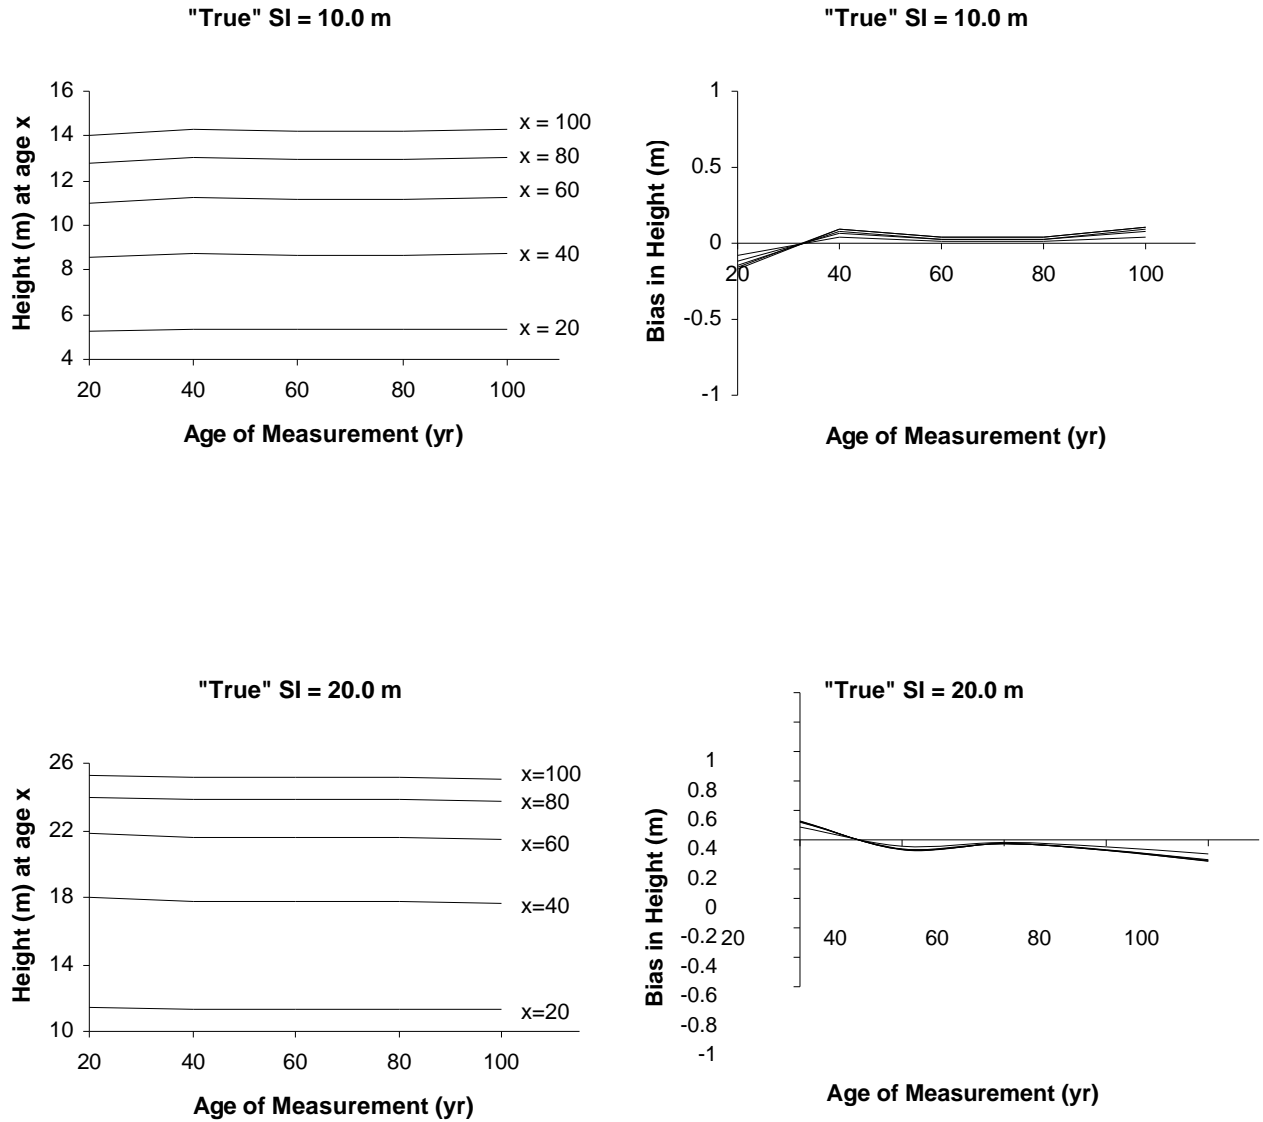 "True" SI = 10.0 m
Height (m) at age x
16
14
12
10
8
6
4
x = 100
x = 80
x = 60
x = 40
x = 20
20 40 60 80 100
Age of Measurement (yr)
"True" SI = 10.0 m
Bias in Height (m)
1
0.5
0
-0.5
-1
20 40 60 80 100
Age of Measurement (yr)
"True" SI = 20.0 m
Height (m) at age x
26
22
18
14
10
x=100
x=80
x=60
x=40
x=20
20 40 60 80 100
Age of Measurement (yr)
"True" SI = 20.0 m
Bias in Height (m)
1
0.8
0.6
0.4
0.2
0
-0.2
-0.4
-0.6
-0.8
-1
20 40 60 80 100
Age of Measurement (yr)